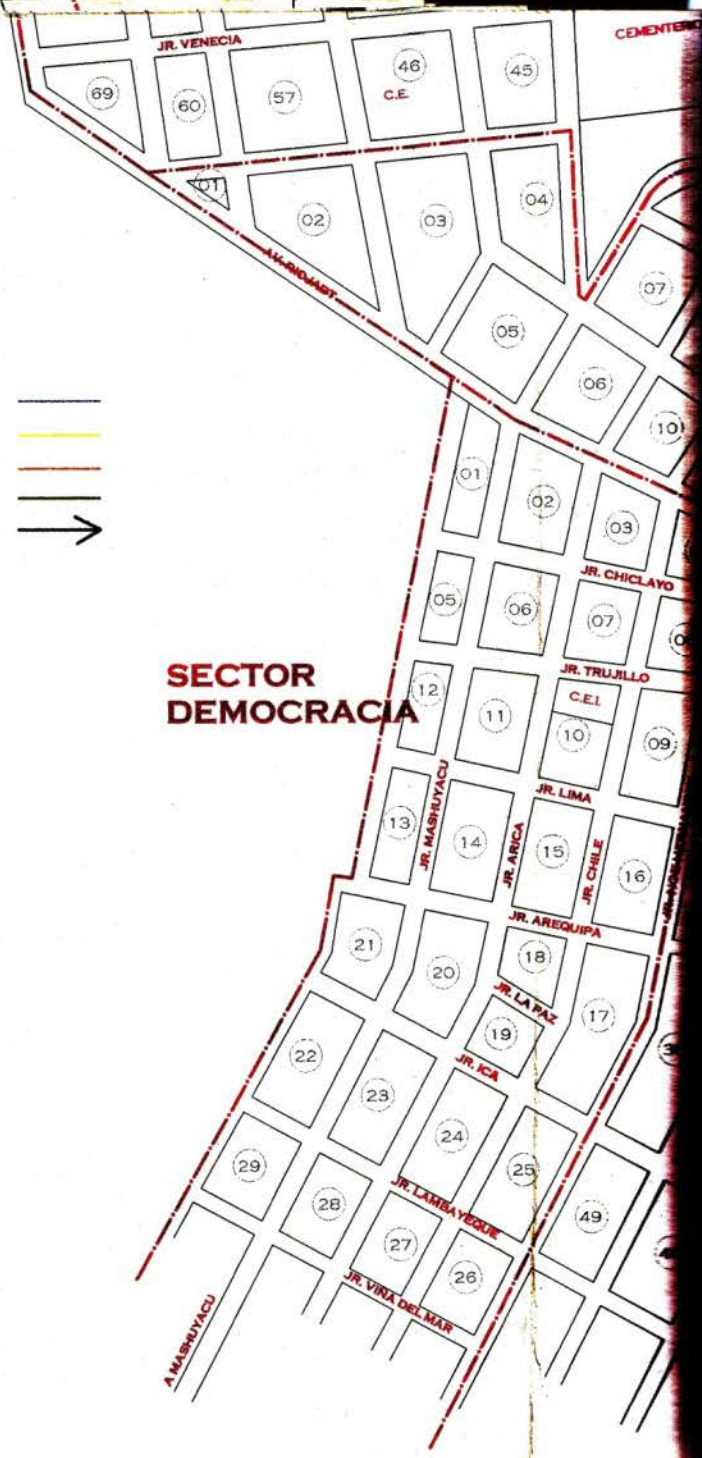 JR. VENECIA
CEMENTERIO
69
60
57
46
C.E.
45
01
02
03
04
07
05
06
10
01
02
03
JR. CHICLAYO
05
06
07
JR. TRUJILLO
SECTOR
DEMOCRACIA
12
11
C.E.I.
10
09
JR. LIMA
13
JR. MASHUYACU
14
JR. ARICA
15
JR. CHILE
16
JR. AREQUIPA
21
20
18
JR. LA PAZ
17
19
JR. ICA
22
23
24
25
29
28
JR. LAMBAYEQUE
49
27
26
JR. VIÑA DEL MAR
A MASHUYACU